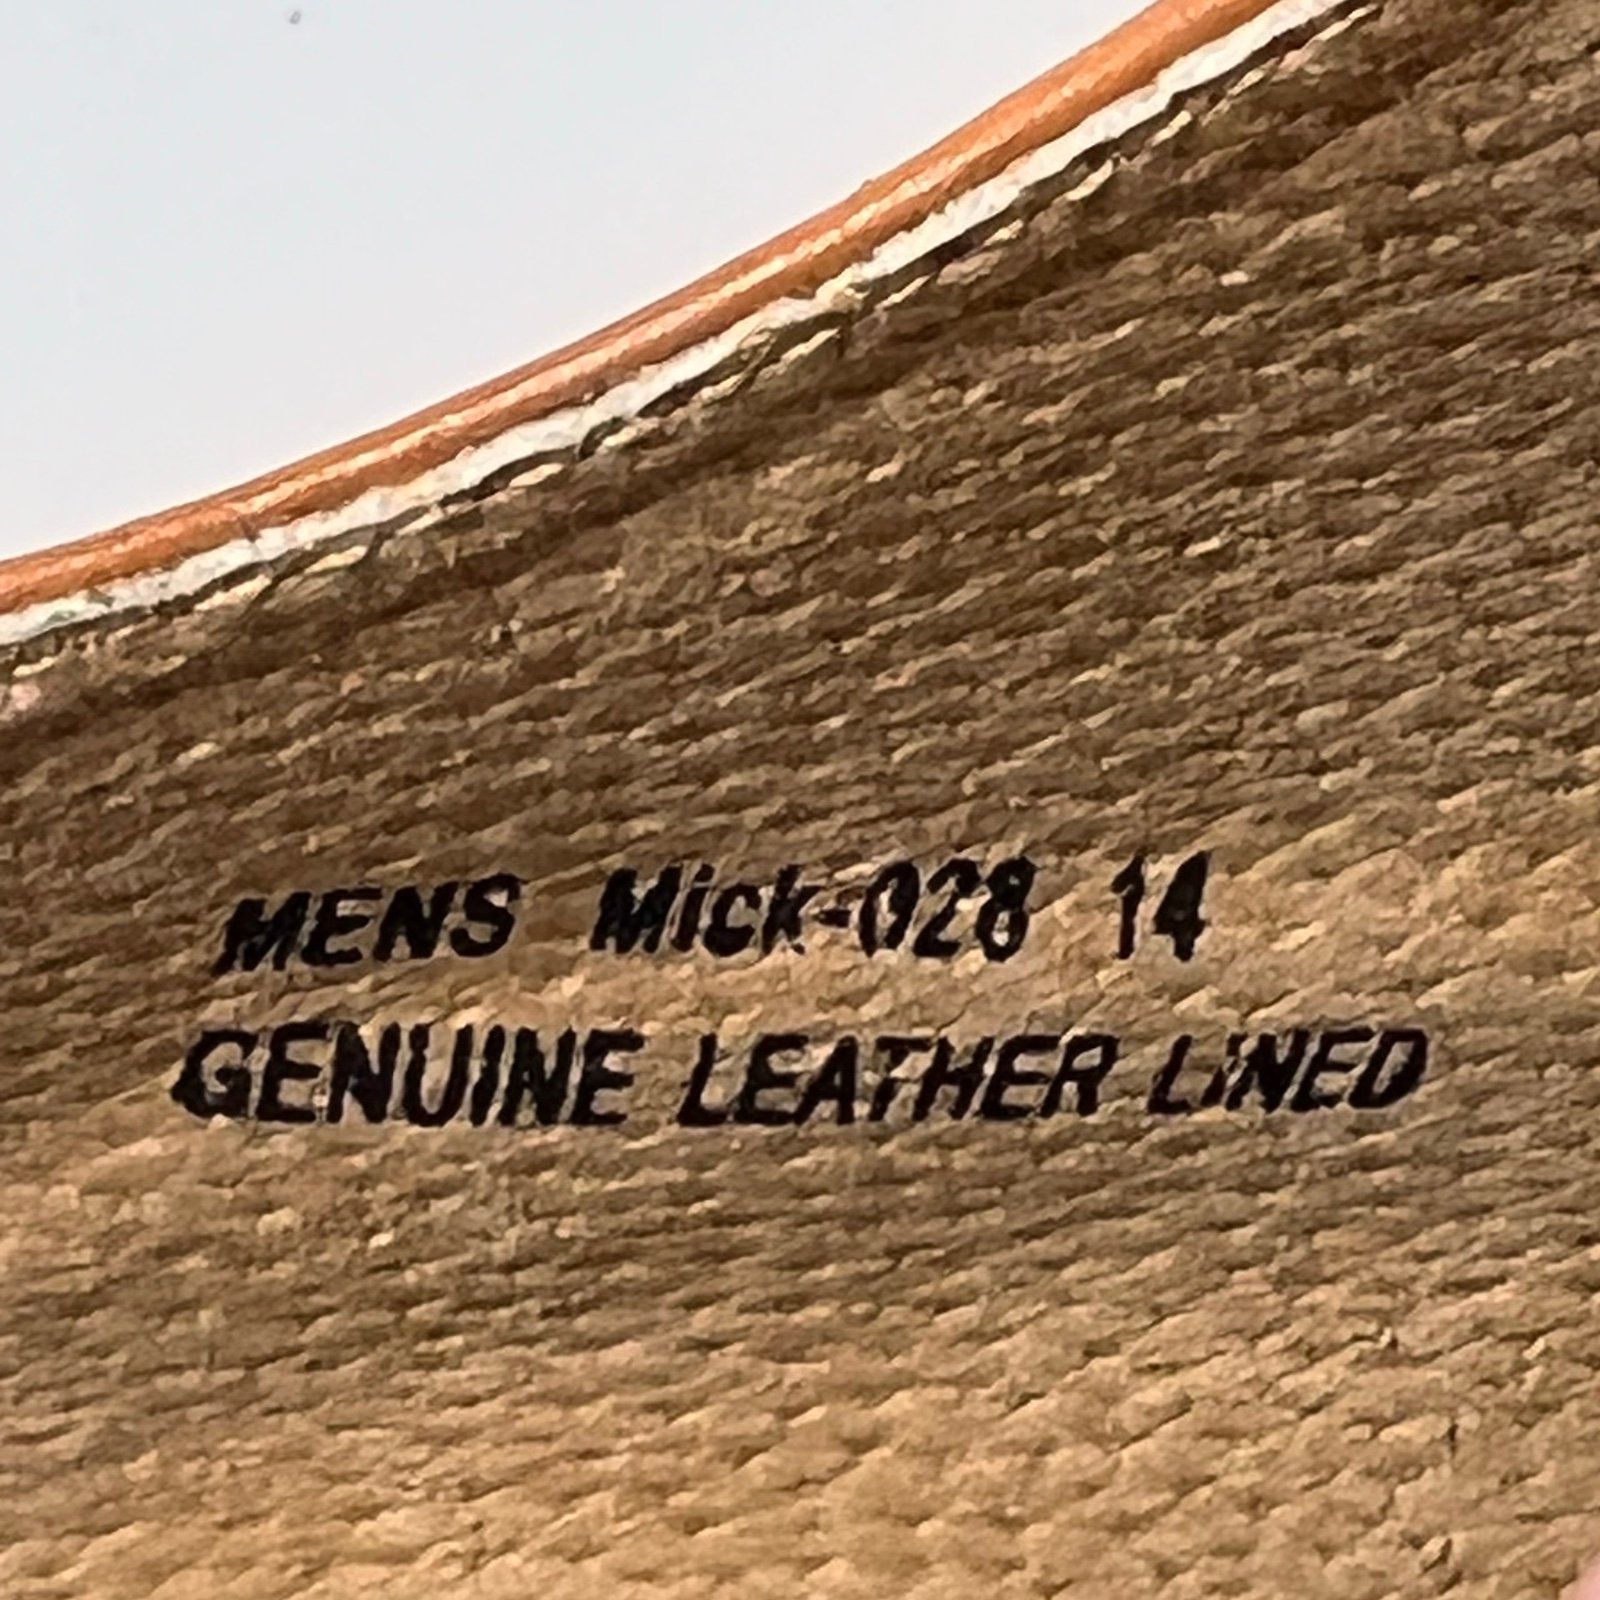 MENS Mick-028 14
GENUINE LEATHER LINED